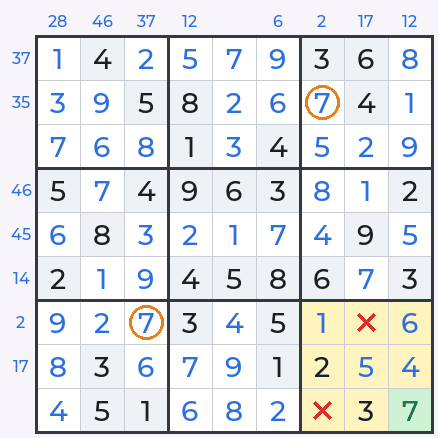 28 46 37 12 6 2 17 12
37 1 4 2 5 7 9 3 6 8
35 3 9 5 8 2 6 7 4 1
7 6 8 1 3 4 5 2 9
46 5 7 4 9 6 3 8 1 2
45 6 8 3 2 1 7 4 9 5
14 2 1 9 4 5 8 6 7 3
2 9 2 7 3 4 5 1 6
17 8 3 6 7 9 1 2 5 4
4 5 1 6 8 2 3 7